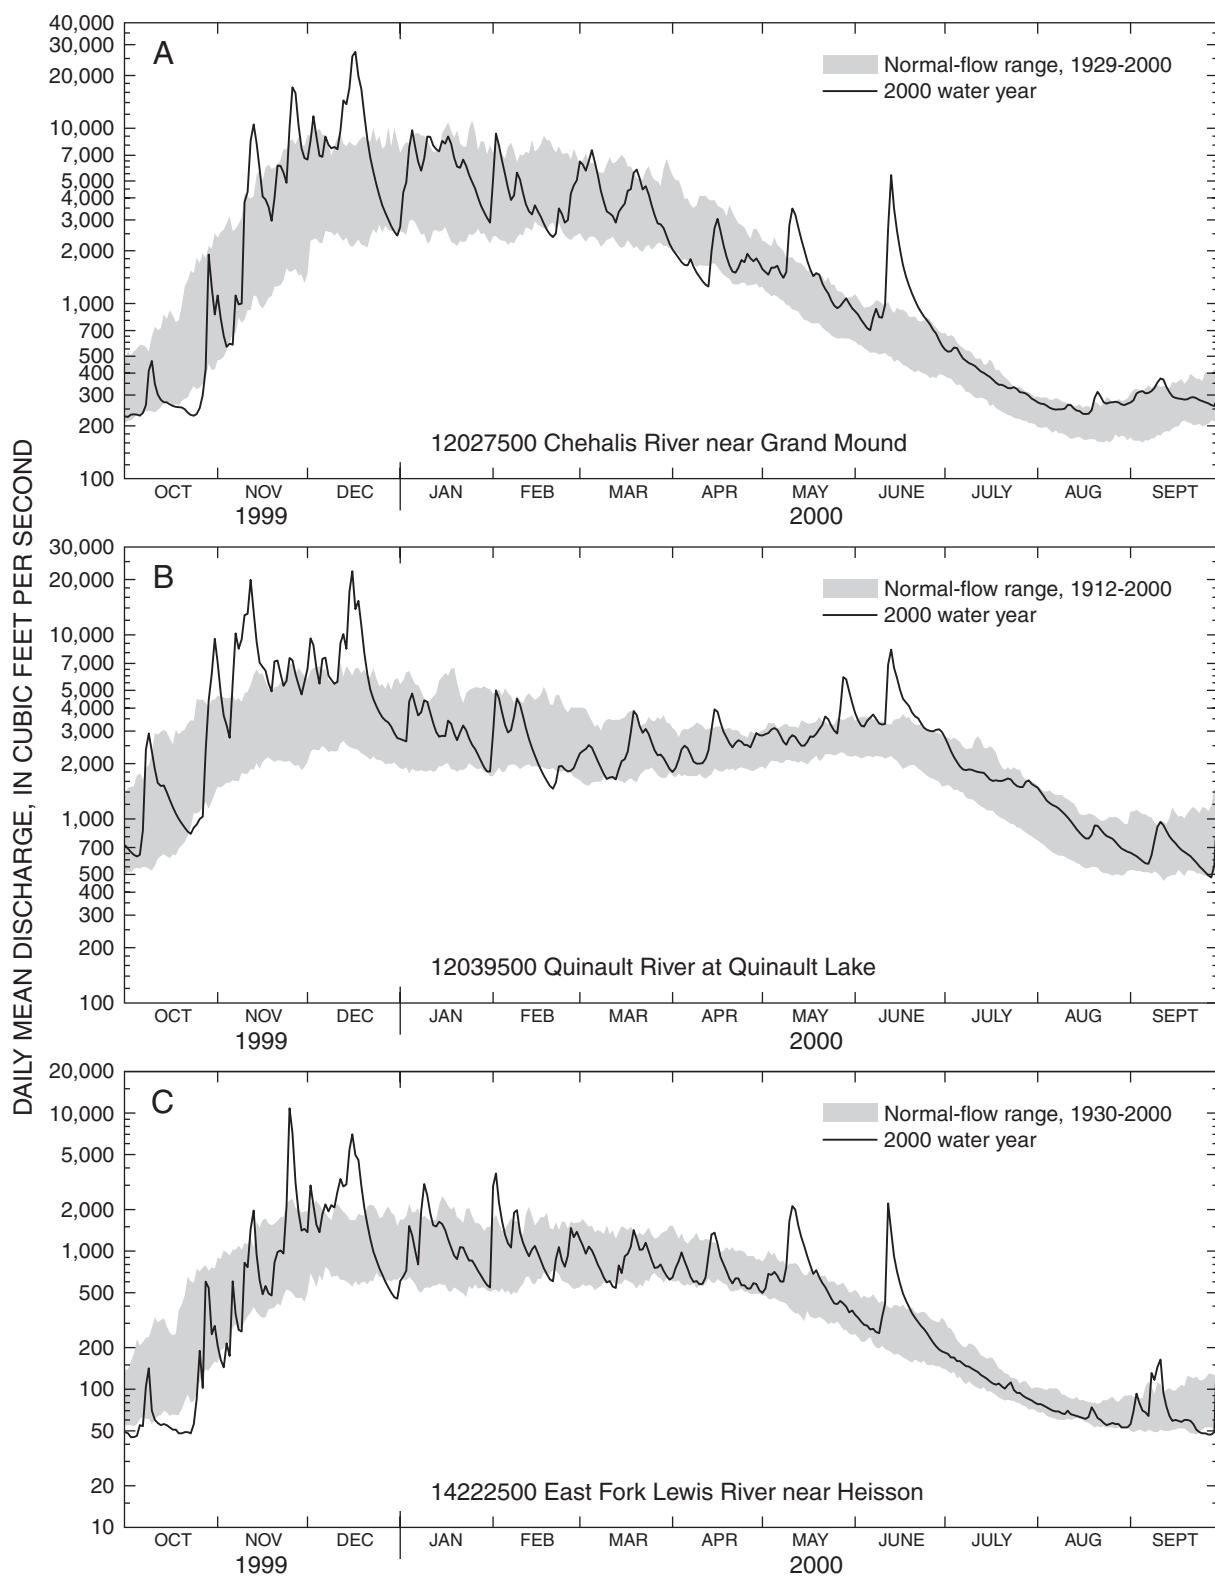 DAILY MEAN DISCHARGE, IN CUBIC FEET PER SECOND
A
Normal-flow range, 1929-2000
2000 water year
40,000
30,000
20,000
10,000
7,000
5,000
4,000
3,000
2,000
1,000
700
500
400
300
200
100
12027500 Chehalis River near Grand Mound
OCT NOV DEC JAN FEB MAR APR MAY JUNE JULY AUG SEPT
1999 2000
B
Normal-flow range, 1912-2000
2000 water year
30,000
20,000
10,000
7,000
5,000
4,000
3,000
2,000
1,000
700
500
400
300
200
100
12039500 Quinault River at Quinault Lake
OCT NOV DEC JAN FEB MAR APR MAY JUNE JULY AUG SEPT
1999 2000
C
Normal-flow range, 1930-2000
2000 water year
20,000
10,000
5,000
2,000
1,000
500
200
100
50
20
10
14222500 East Fork Lewis River near Heisson
OCT NOV DEC JAN FEB MAR APR MAY JUNE JULY AUG SEPT
1999 2000